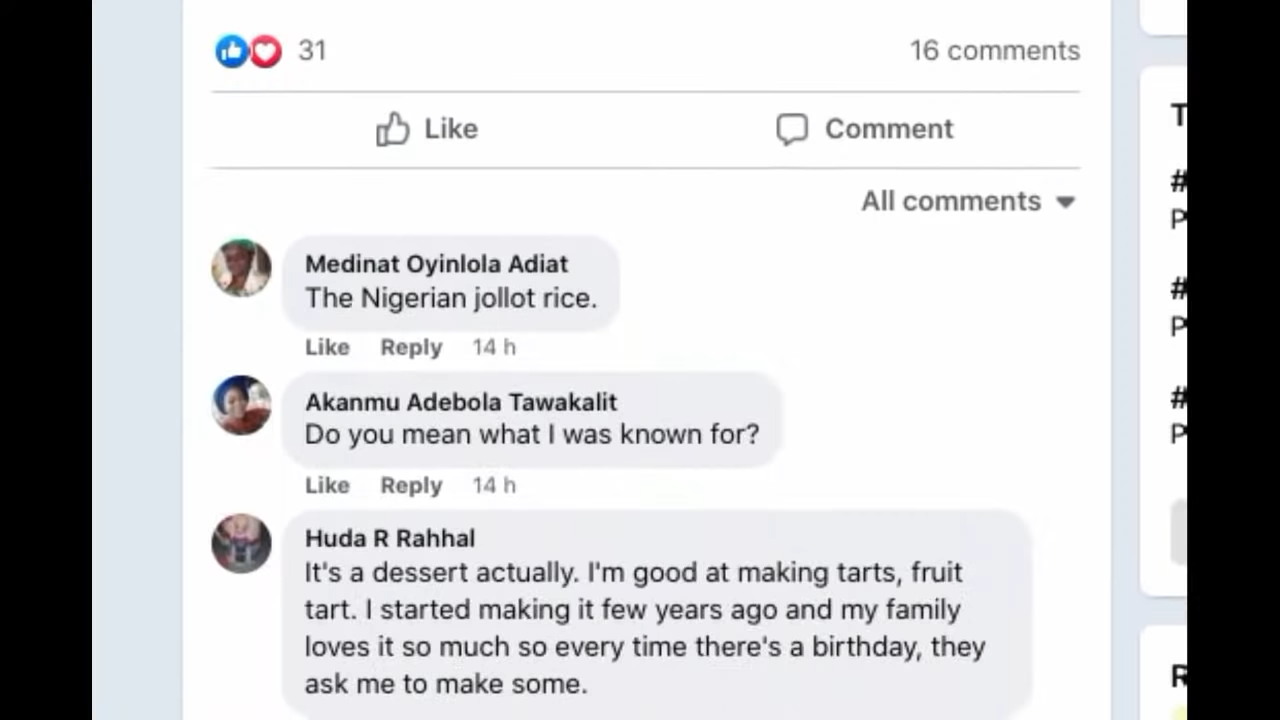 31
16 comments
Like
Comment
All comments
Medinat Oyinlola Adiat
The Nigerian jollot rice.
Like Reply 14 h
Akanmu Adebola Tawakalit
Do you mean what I was known for?
Like Reply 14 h
Huda R Rahhal
It's a dessert actually. I'm good at making tarts, fruit
tart. I started making it few years ago and my family
loves it so much so every time there's a birthday, they
ask me to make some.
T
#
P
#
P
#
P
R